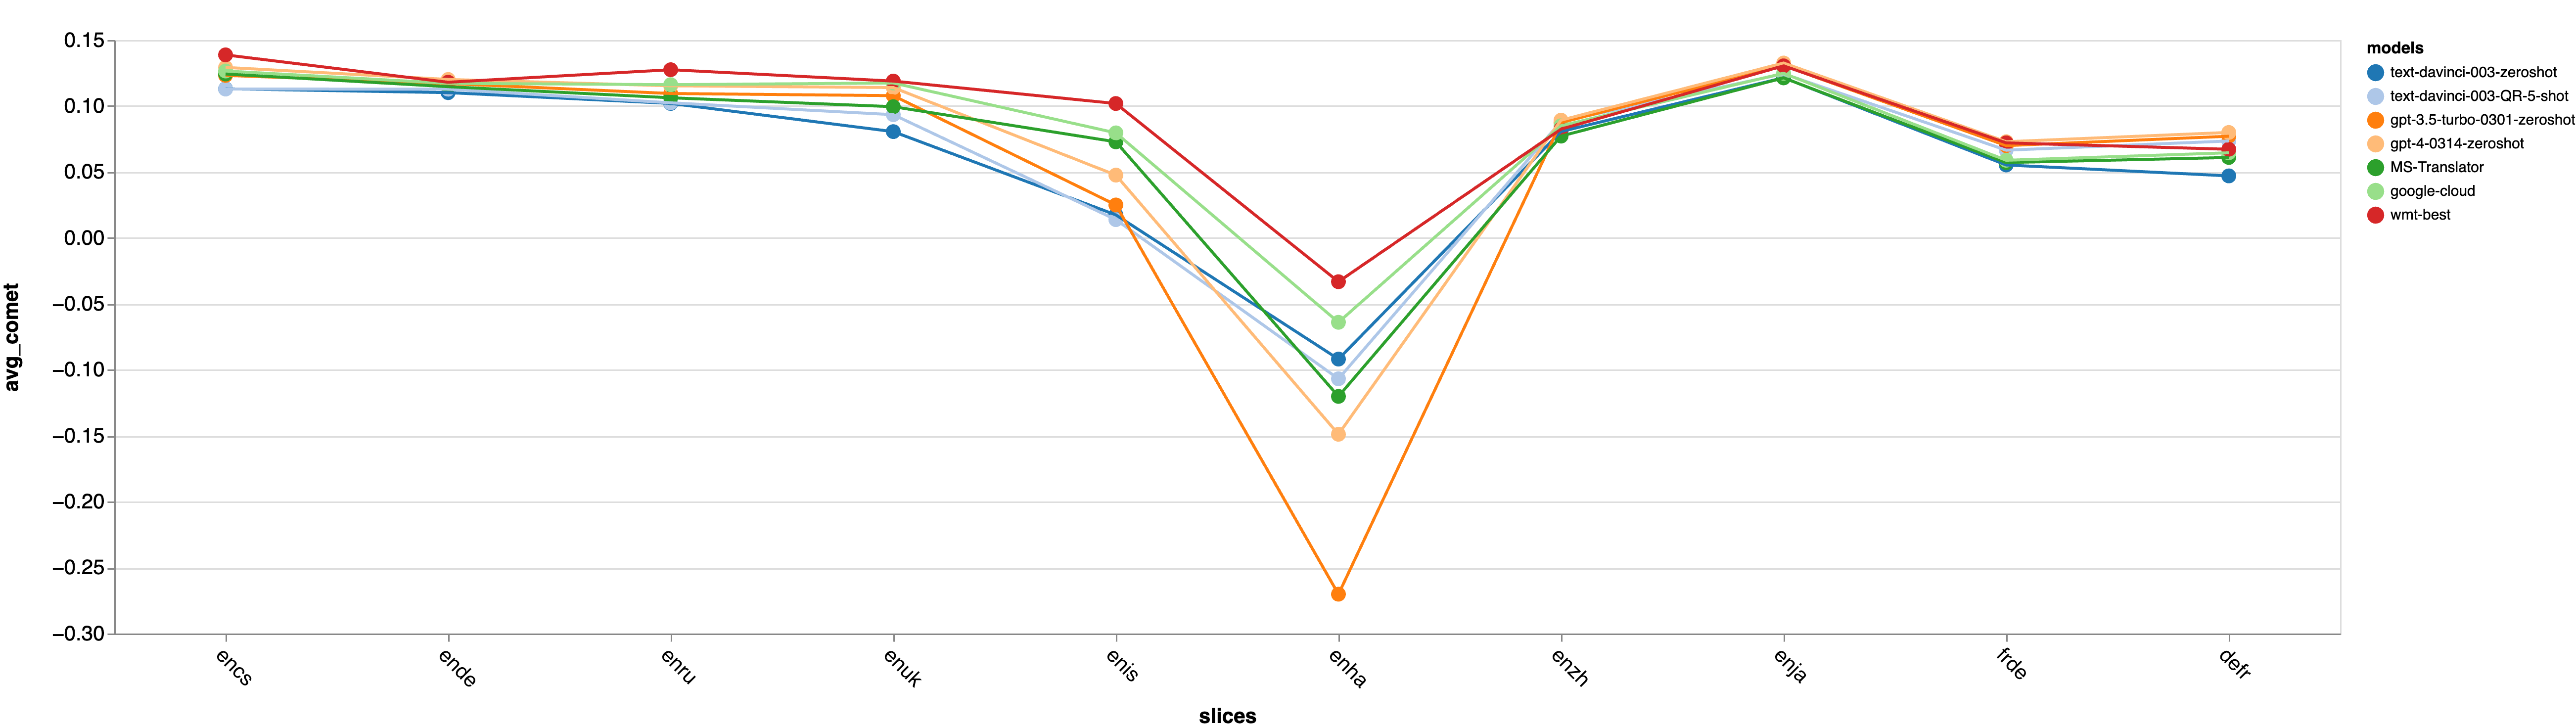 0.15
0.10
0.05
0.00
−0.05
−0.10
−0.15
−0.20
−0.25
−0.30
avg_comet
encs
ende
enru
enuk
enis
enha
enzh
enja
frde
defr
slices
models
text-davinci-003-zeroshot
text-davinci-003-QR-5-shot
gpt-3.5-turbo-0301-zeroshot
gpt-4-0314-zeroshot
MS-Translator
google-cloud
wmt-best